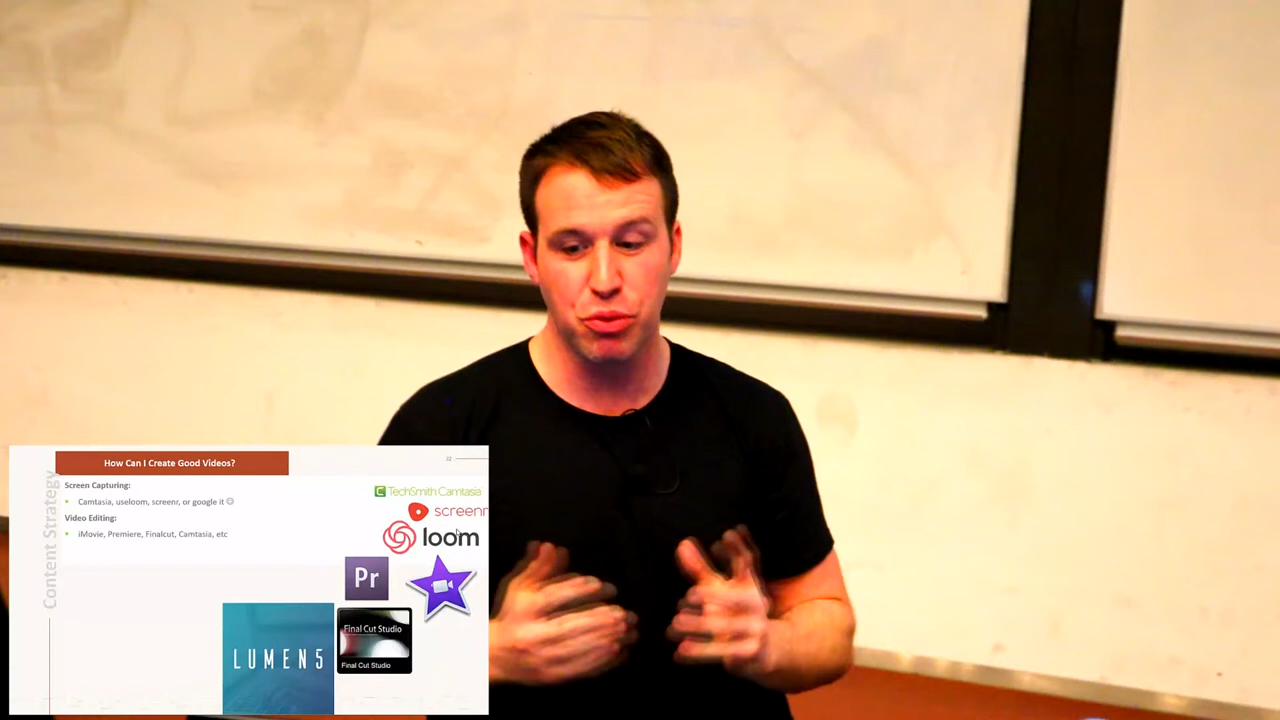 How Can I Create Good Videos?
22
Content Strategy
Screen Capturing:
Camtasia, useloom, screenr, or google it ☺
Video Editing:
iMovie, Premiere, Finalcut, Camtasia, etc
TechSmith Camtasia
screenr
loom
Pr
LUMEN5
Final Cut Studio
Final Cut Studio